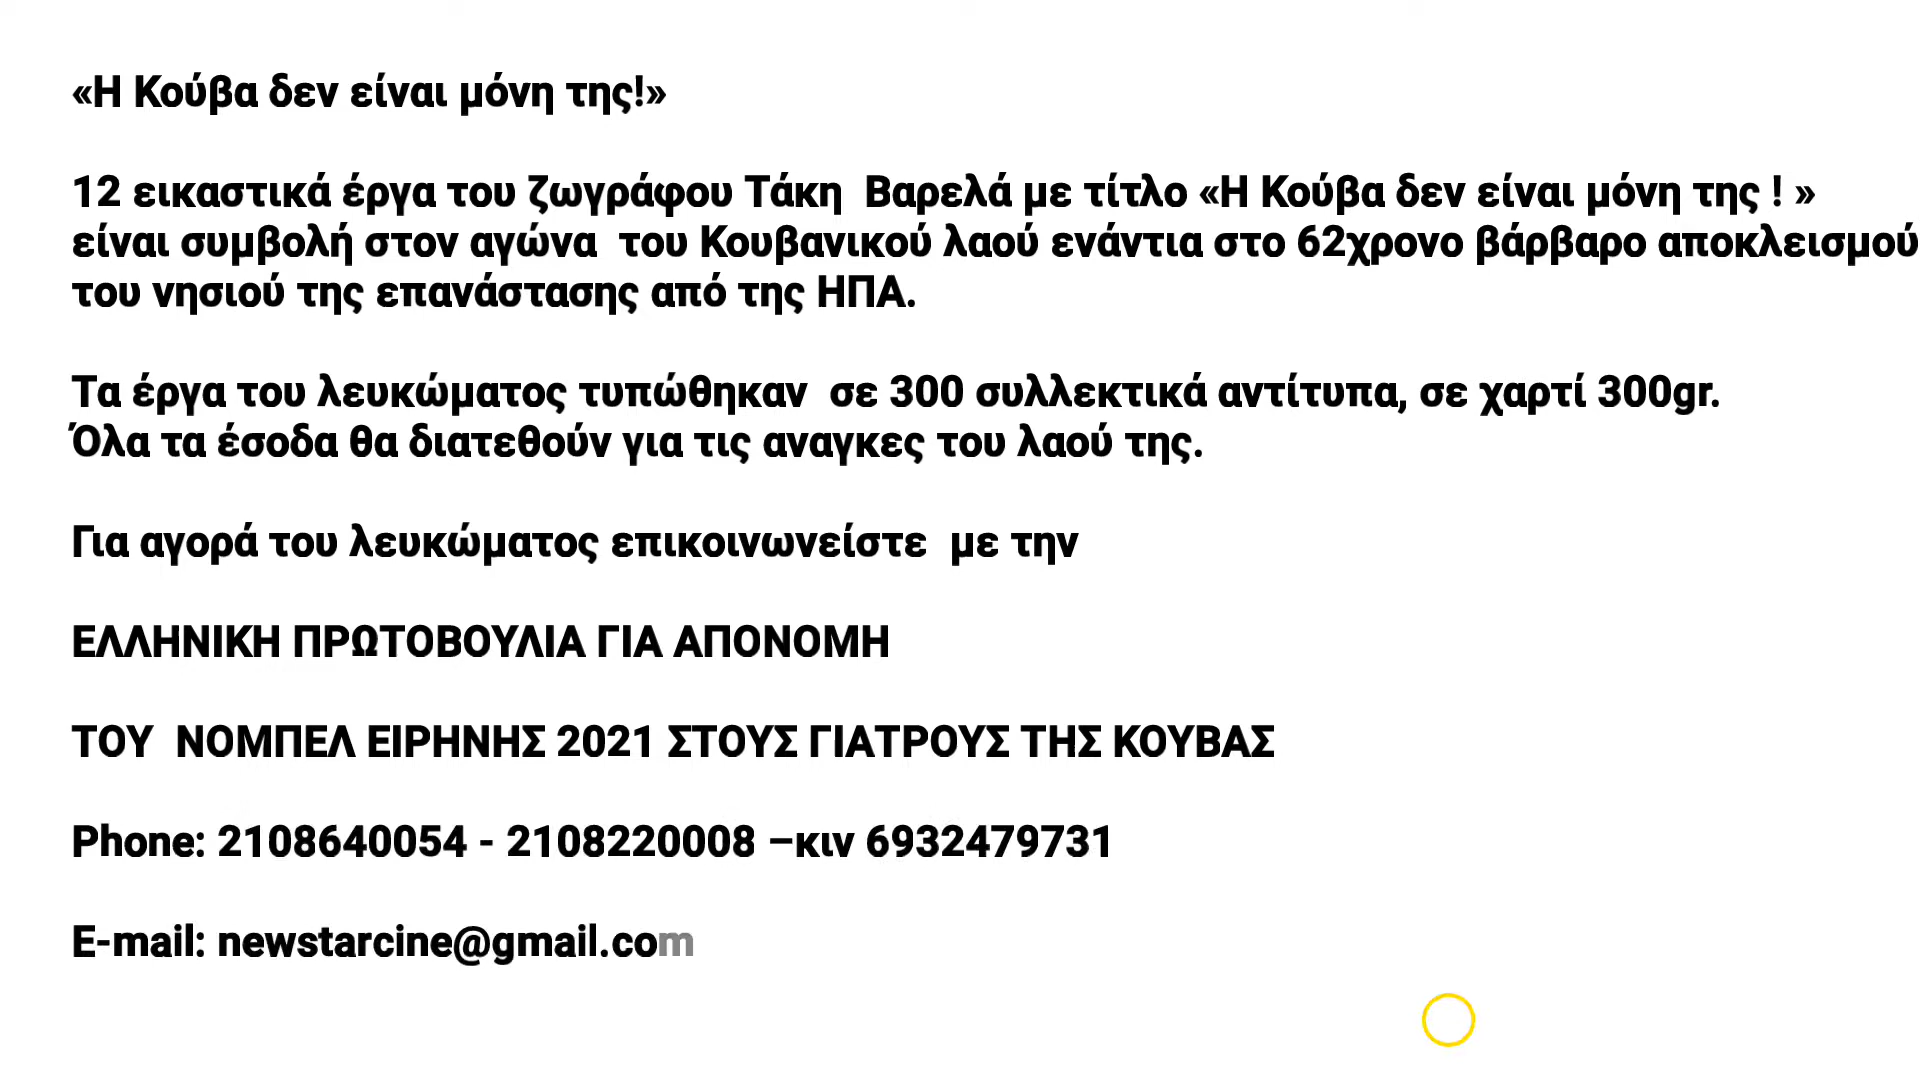 «Η Κούβα δεν είναι μόνη της!»
12 εικαστικά έργα του ζωγράφου Τάκη  Βαρελά με τίτλο «Η Κούβα δεν είναι μόνη της ! »
είναι συμβολή στον αγώνα  του Κουβανικού λαού ενάντια στο 62χρονο βάρβαρο αποκλεισμού
του νησιού της επανάστασης από της ΗΠΑ.
Τα έργα του λευκώματος τυπώθηκαν  σε 300 συλλεκτικά αντίτυπα, σε χαρτί 300gr.
Όλα τα έσοδα θα διατεθούν για τις αναγκες του λαού της.
Για αγορά του λευκώματος επικοινωνείστε  με την
ΕΛΛΗΝΙΚΗ ΠΡΩΤΟΒΟΥΛΙΑ ΓΙΑ ΑΠΟΝΟΜΗ
ΤΟΥ  ΝΟΜΠΕΛ ΕΙΡΗΝΗΣ 2021 ΣΤΟΥΣ ΓΙΑΤΡΟΥΣ ΤΗΣ ΚΟΥΒΑΣ
Phone: 2108640054 - 2108220008 –κιν 6932479731
E-mail: newstarcine@gmail.com